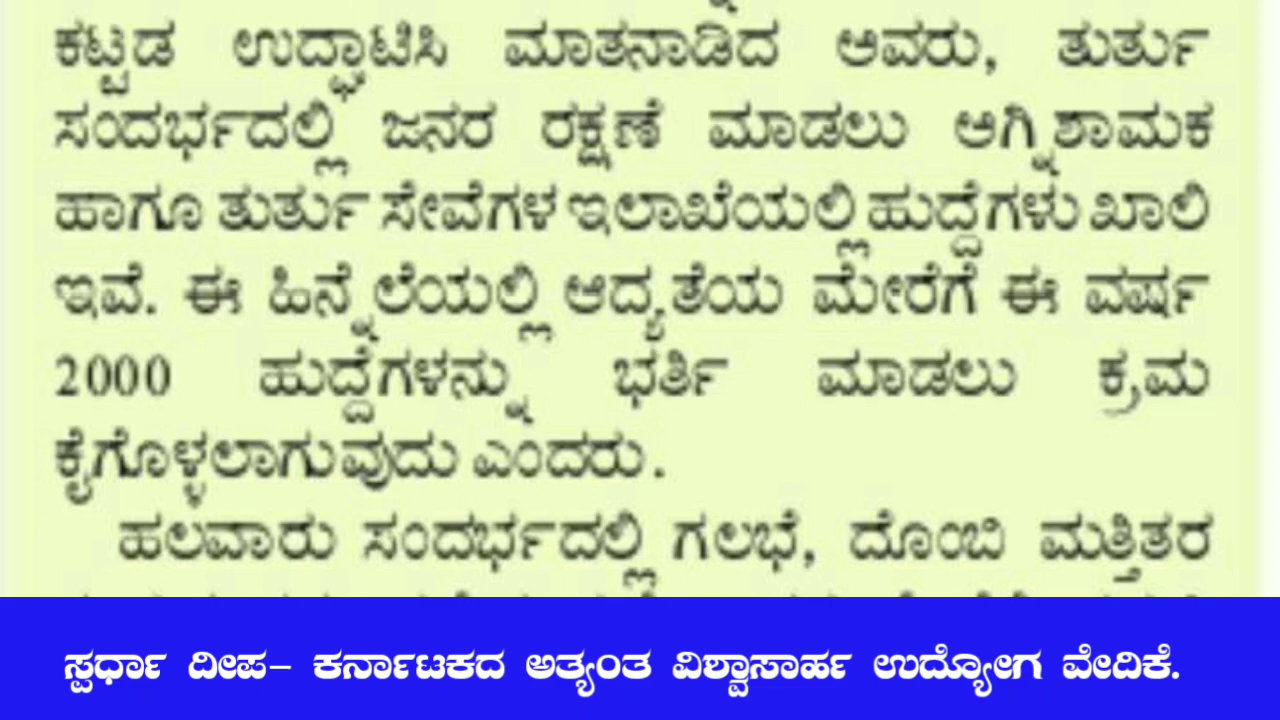 ಕಟ್ಟಡ ಉದ್ಘಾಟಿಸಿ ಮಾತನಾಡಿದ ಅವರು, ತುರ್ತು
ಸಂದರ್ಭದಲ್ಲಿ ಜನರ ರಕ್ಷಣೆ ಮಾಡಲು ಅಗ್ನಿಶಾಮಕ
ಹಾಗೂ ತುರ್ತು ಸೇವೆಗಳ ಇಲಾಖೆಯಲ್ಲಿ ಹುದ್ದೆಗಳು ಖಾಲಿ
ಇವೆ. ಈ ಹಿನ್ನೆಲೆಯಲ್ಲಿ ಆದ್ಯತೆಯ ಮೇರೆಗೆ ಈ ವರ್ಷ
2000 ಹುದ್ದೆಗಳನ್ನು ಭರ್ತಿ ಮಾಡಲು ಕ್ರಮ
ಕೈಗೊಳ್ಳಲಾಗುವುದು ಎಂದರು.
ಹಲವಾರು ಸಂದರ್ಭದಲ್ಲಿ ಗಲಭೆ, ದೊಂಬಿ ಮತ್ತಿತರ
ಸ್ಪರ್ಧಾ ದೀಪ– ಕರ್ನಾಟಕದ ಅತ್ಯಂತ ವಿಶ್ವಾಸಾರ್ಹ ಉದ್ಯೋಗ ವೇದಿಕೆ.